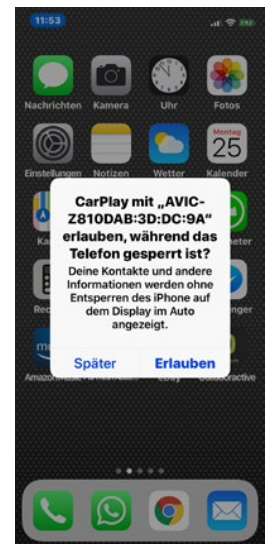 11:53
Nachrichten Kamera Uhr Fotos
Montag
25
Einstellungen Notizen Wetter Kalender
CarPlay mit „AVIC-
Z810DAB:3D:DC:9A“
erlauben, während das
Telefon gesperrt ist?
Deine Kontakte und andere
Informationen werden ohne
Entsperren des iPhone auf
dem Display im Auto
angezeigt.
Später Erlauben